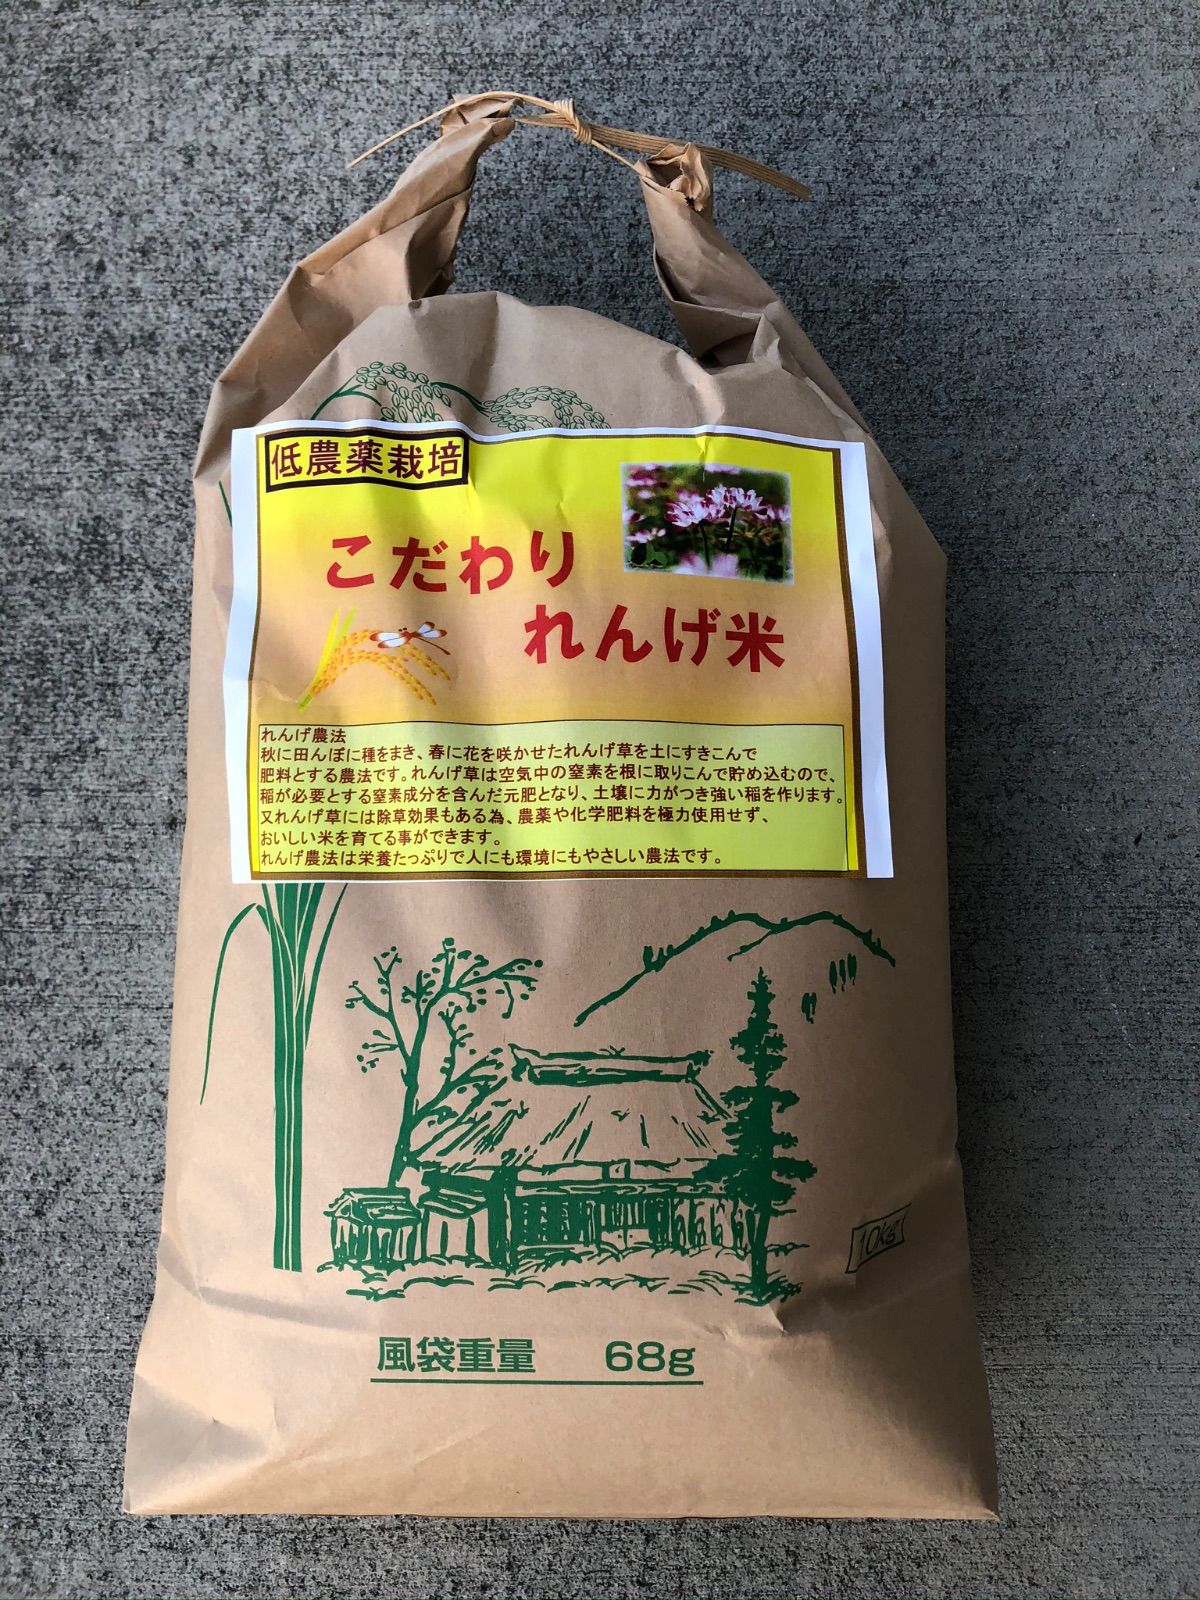 低農薬栽培
こだわり
れんげ米
れんげ農法
秋に田んぼに種をまき、春に花を咲かせたれんげ草を土にすきこんで
肥料とする農法です。れんげ草は空気中の窒素を根に取りこんで貯め込むので、
稲が必要とする窒素成分を含んだ元肥となり、土壌に力がつき強い稲を作ります。
又れんげ草には除草効果もある為、農薬や化学肥料を極力使用せず、
おいしい米を育てる事ができます。
れんげ農法は栄養たっぷりで人にも環境にもやさしい農法です。
10kg
風袋重量 68g